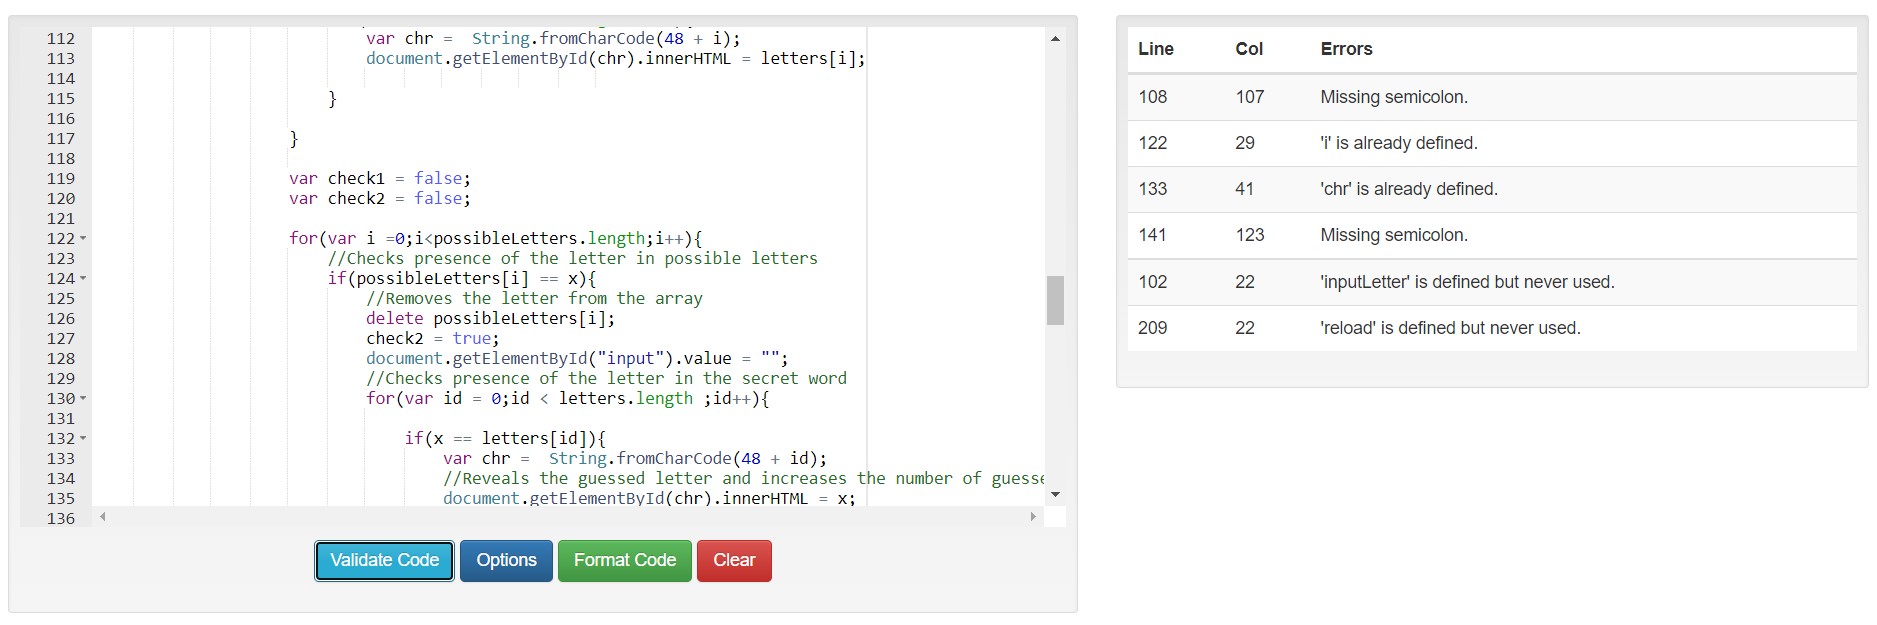 112 var chr =  String.fromCharCode(48 + i);
113 document.getElementById(chr).innerHTML = letters[i];
114
115 }
116
117 }
118
119 var check1 = false;
120 var check2 = false;
121
122 for(var i =0;i<possibleLetters.length;i++){
123 //Checks presence of the letter in possible letters
124 if(possibleLetters[i] == x){
125 //Removes the letter from the array
126 delete possibleLetters[i];
127 check2 = true;
128 document.getElementById("input").value = "";
129 //Checks presence of the letter in the secret word
130 for(var id = 0;id < letters.length ;id++){
131
132 if(x == letters[id]){
133 var chr =  String.fromCharCode(48 + id);
134 //Reveals the guessed letter and increases the number of guesse
135 document.getElementById(chr).innerHTML = x;
136
Validate Code Options Format Code Clear
Line Col Errors
108 107 Missing semicolon.
122 29 'i' is already defined.
133 41 'chr' is already defined.
141 123 Missing semicolon.
102 22 'inputLetter' is defined but never used.
209 22 'reload' is defined but never used.